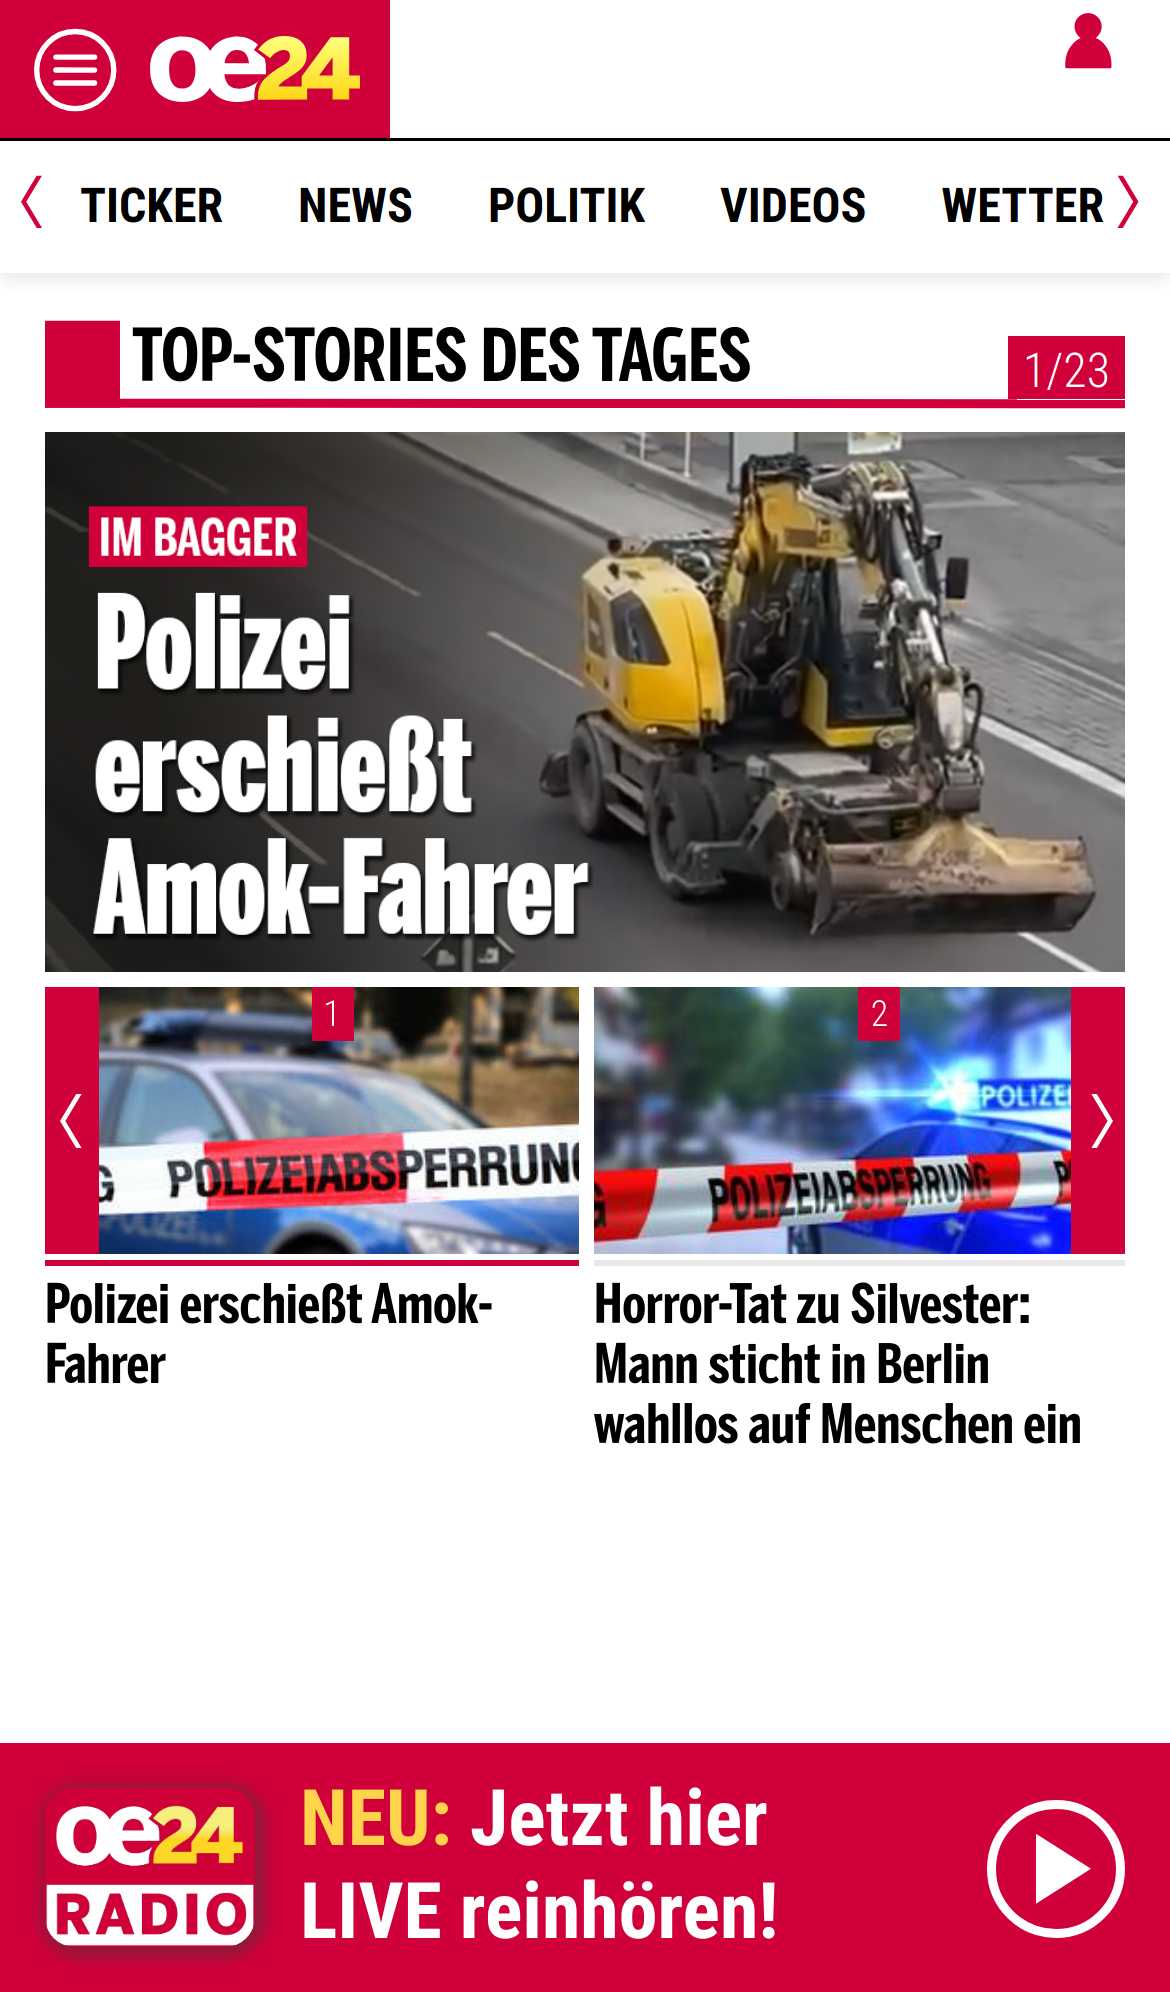 oe24
TICKER NEWS POLITIK VIDEOS WETTER
TOP-STORIES DES TAGES
1/23
IM BAGGER
Polizei
erschießt
Amok-Fahrer
1
POLIZEIABSPERRUNG
POLIZEI
Polizei erschießt Amok-
Fahrer
2
POLIZEI
POLIZEIABSPERRUNG
Horror-Tat zu Silvester:
Mann sticht in Berlin
wahllos auf Menschen ein
oe24
RADIO
NEU: Jetzt hier
LIVE reinhören!